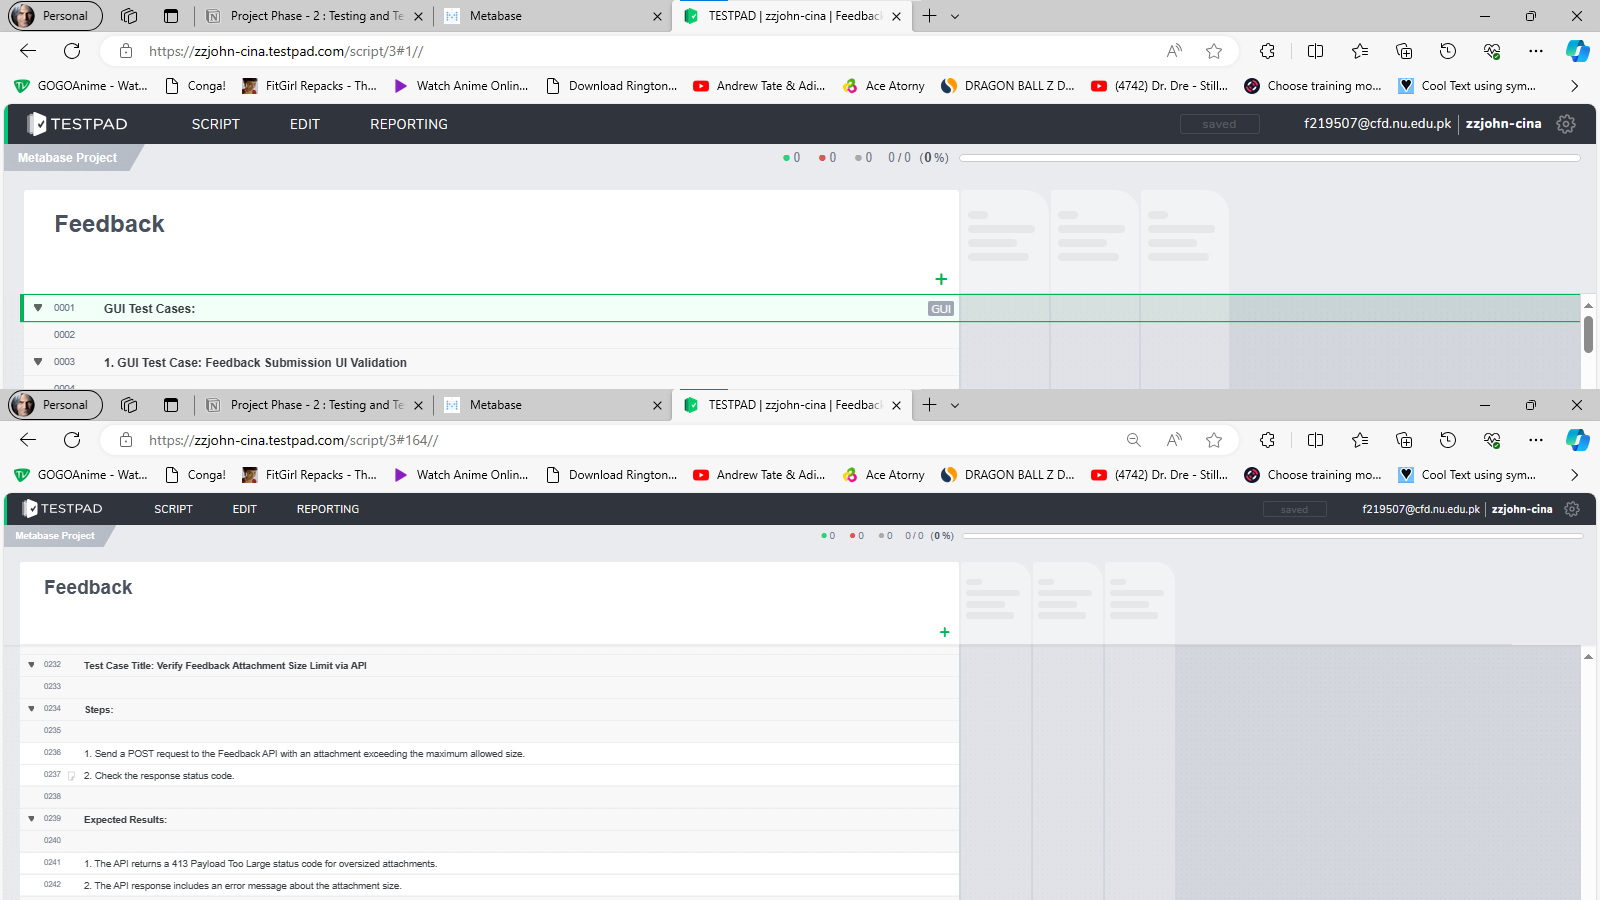 Personal
Project Phase - 2 : Testing and Te
Metabase
TESTPAD | zzjohn-cina | Feedback
https://zzjohn-cina.testpad.com/script/3#1//
GOGOAnime - Wat...
Conga!
FitGirl Repacks - Th...
Watch Anime Onlin...
Download Rington...
Andrew Tate & Adi...
Ace Atorny
DRAGON BALL Z D...
(4742) Dr. Dre - Still...
Choose training mo...
Cool Text using sym...
TESTPAD
SCRIPT
EDIT
REPORTING
saved
f219507@cfd.nu.edu.pk
zzjohn-cina
Metabase Project
0 0 0 0 / 0 (0 %)
Feedback
+
0001 GUI Test Cases: GUI
0002
0003 1. GUI Test Case: Feedback Submission UI Validation
0004
Personal
Project Phase - 2 : Testing and Te
Metabase
TESTPAD | zzjohn-cina | Feedback
https://zzjohn-cina.testpad.com/script/3#164//
GOGOAnime - Wat...
Conga!
FitGirl Repacks - Th...
Watch Anime Onlin...
Download Rington...
Andrew Tate & Adi...
Ace Atorny
DRAGON BALL Z D...
(4742) Dr. Dre - Still...
Choose training mo...
Cool Text using sym...
TESTPAD
SCRIPT
EDIT
REPORTING
saved
f219507@cfd.nu.edu.pk
zzjohn-cina
Metabase Project
0 0 0 0 / 0 (0 %)
Feedback
+
0232 Test Case Title: Verify Feedback Attachment Size Limit via API
0233
0234 Steps:
0235
0236 1. Send a POST request to the Feedback API with an attachment exceeding the maximum allowed size.
0237 2. Check the response status code.
0238
0239 Expected Results:
0240
0241 1. The API returns a 413 Payload Too Large status code for oversized attachments.
0242 2. The API response includes an error message about the attachment size.